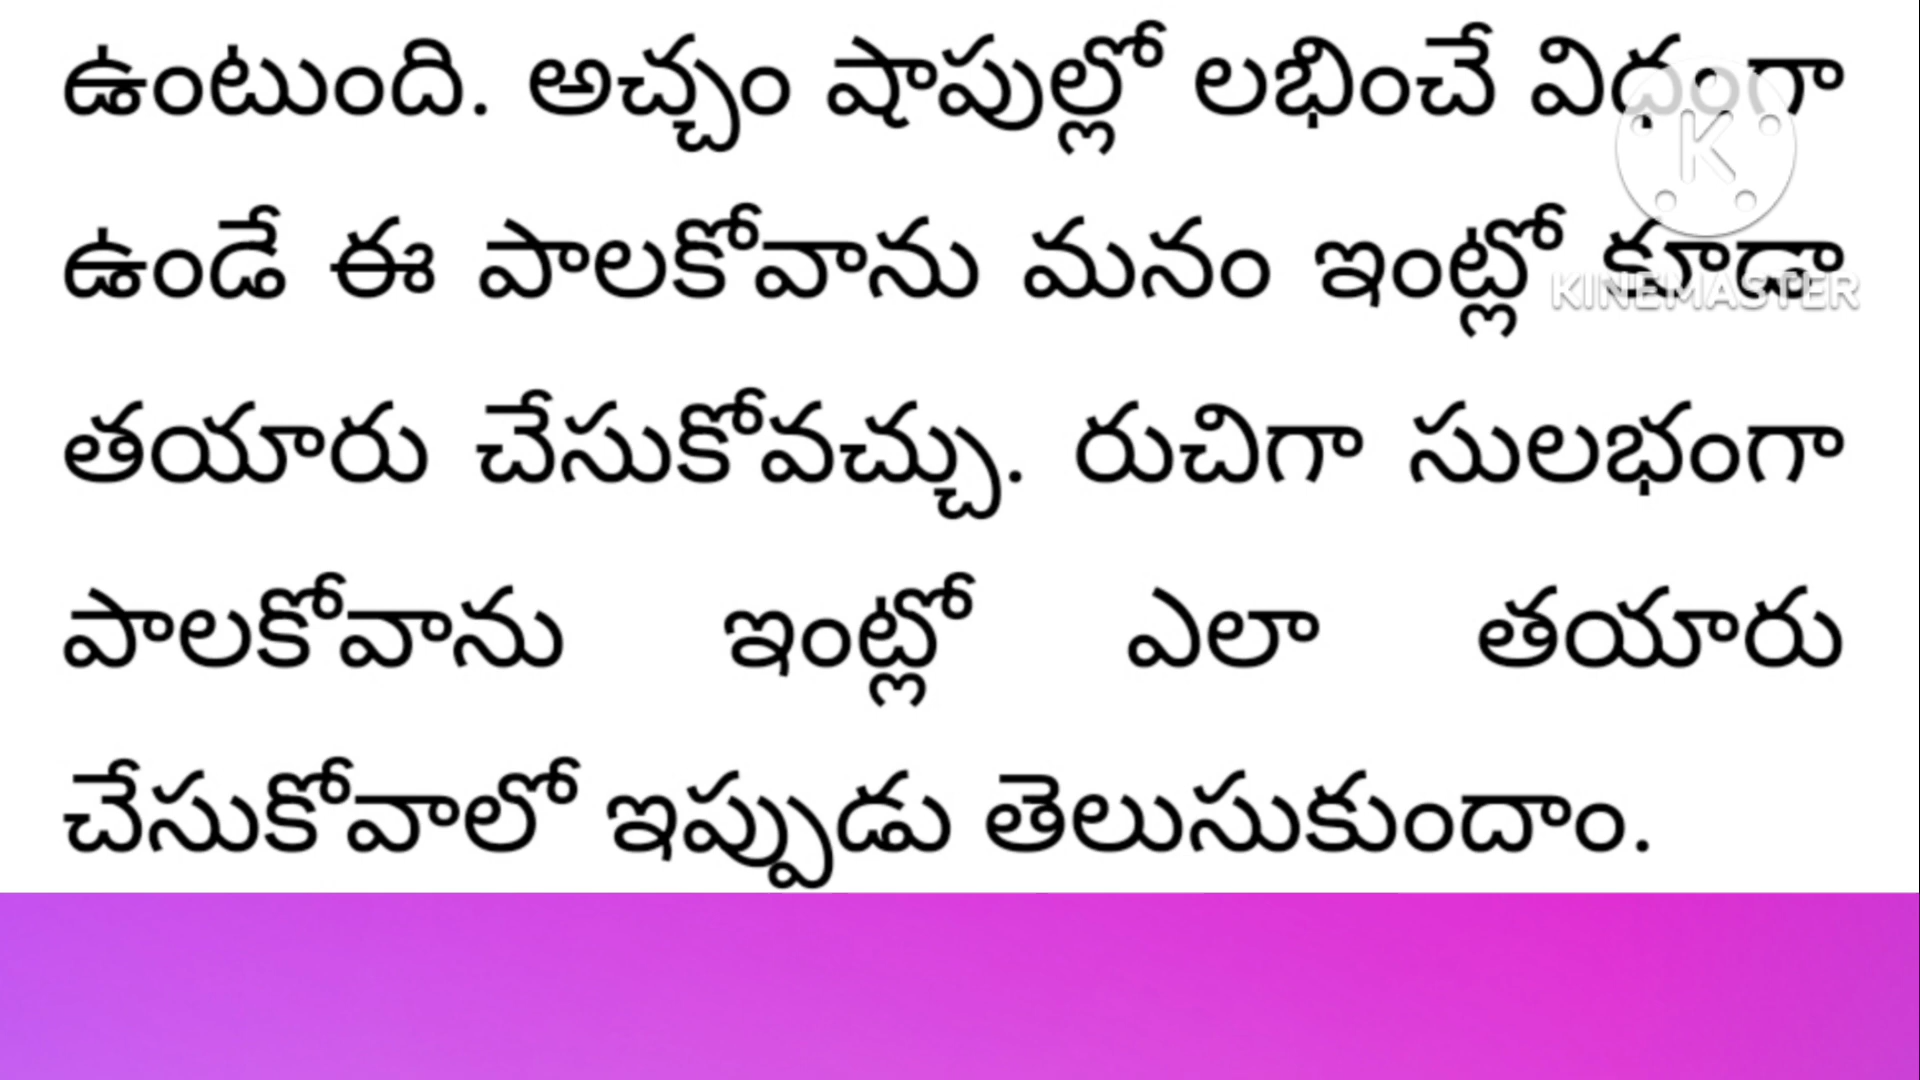 ఉంటుంది. అచ్చం షాపుల్లో లభించే విధంగా
ఉండే ఈ పాలకోవాను మనం ఇంట్లో కూడా
తయారు చేసుకోవచ్చు. రుచిగా సులభంగా
పాలకోవాను ఇంట్లో ఎలా తయారు
చేసుకోవాలో ఇప్పుడు తెలుసుకుందాం.
K
KINEMASTER